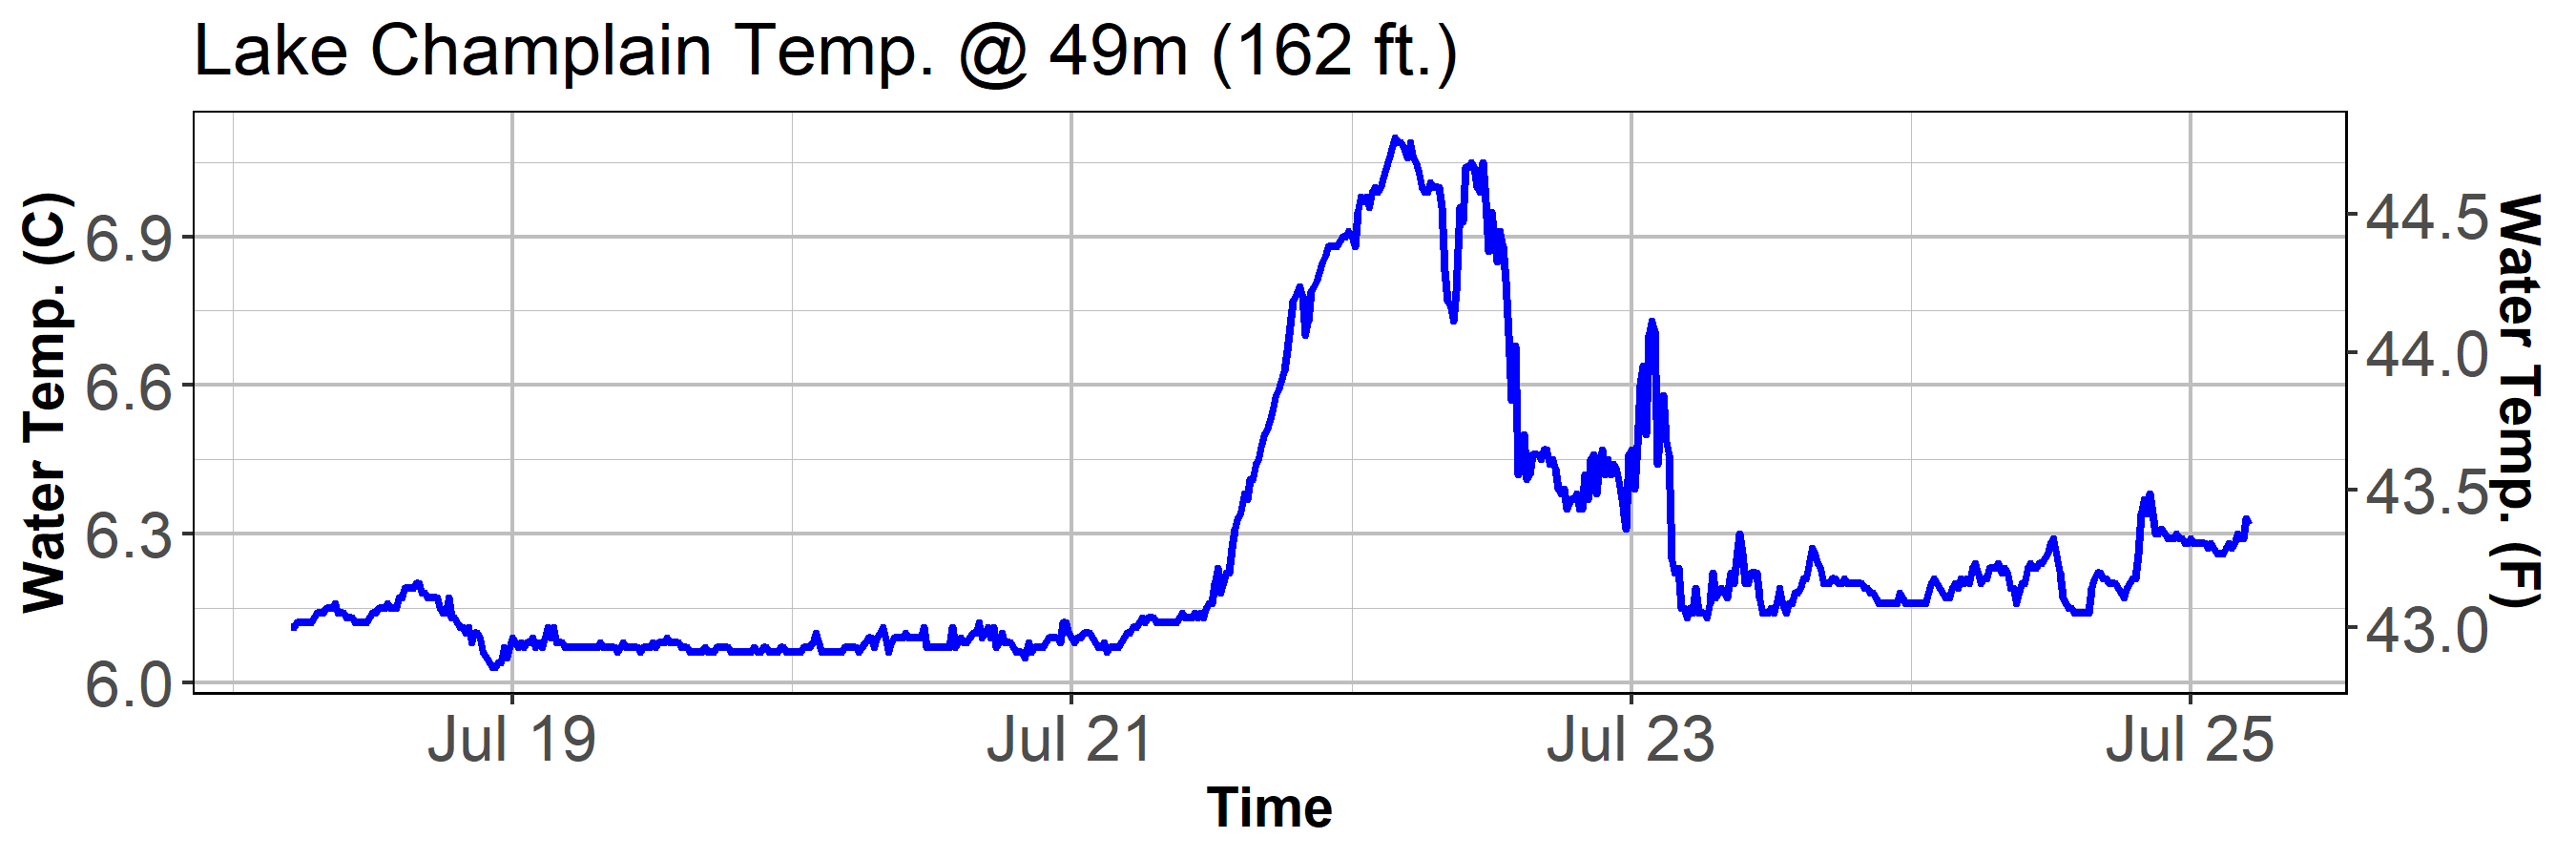 Lake Champlain Temp. @ 49m (162 ft.)
Water Temp. (C)
6.9
6.6
6.3
6.0
44.5
44.0
43.5
43.0
Water Temp. (F)
Jul 19 Jul 21 Jul 23 Jul 25
Time